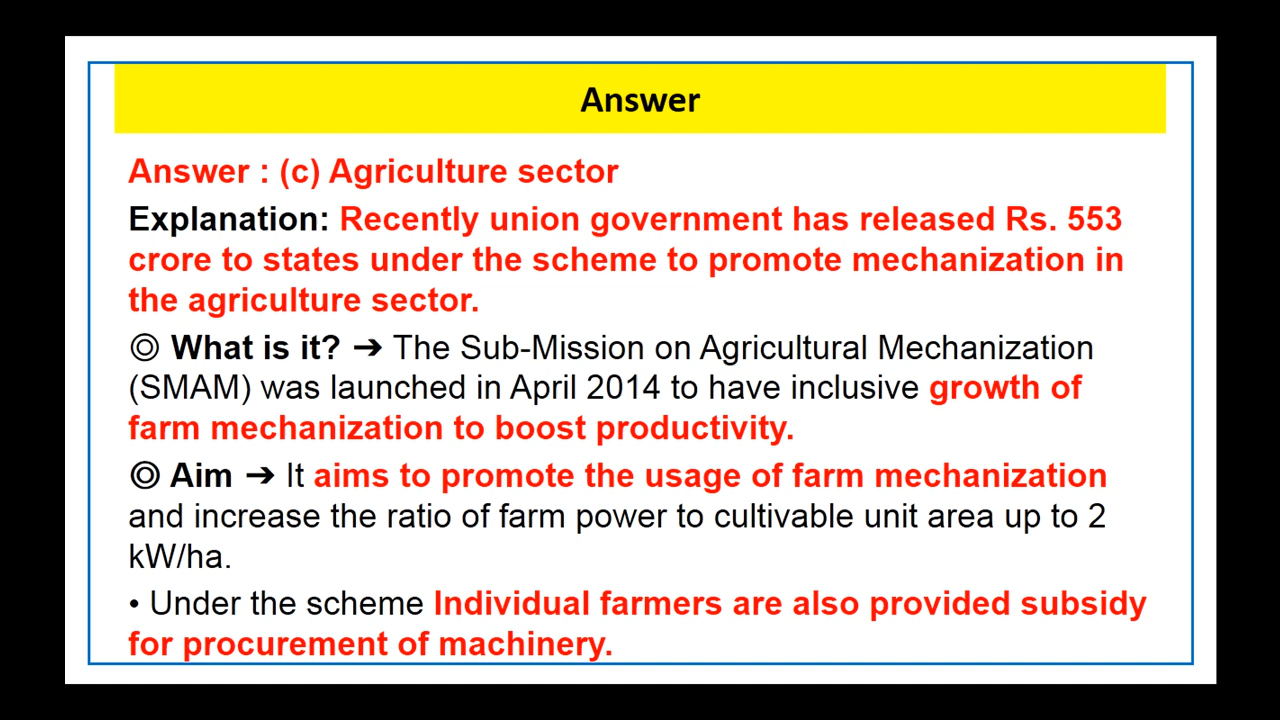 Answer
Answer : (c) Agriculture sector
Explanation: Recently union government has released Rs. 553
crore to states under the scheme to promote mechanization in
the agriculture sector.
◎ What is it? ➔ The Sub-Mission on Agricultural Mechanization
(SMAM) was launched in April 2014 to have inclusive growth of
farm mechanization to boost productivity.
◎ Aim ➔ It aims to promote the usage of farm mechanization
and increase the ratio of farm power to cultivable unit area up to 2
kW/ha.
• Under the scheme Individual farmers are also provided subsidy
for procurement of machinery.